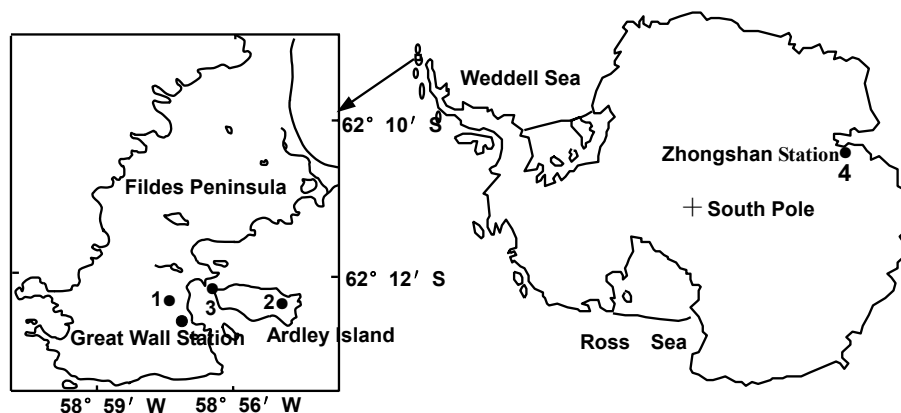 Weddell Sea
62° 10′ S
Zhongshan Station
4
Fildes Peninsula
South Pole
62° 12′ S
1
3
2
Great Wall Station
Ardley Island
Ross Sea
58° 59′ W
58° 56′ W